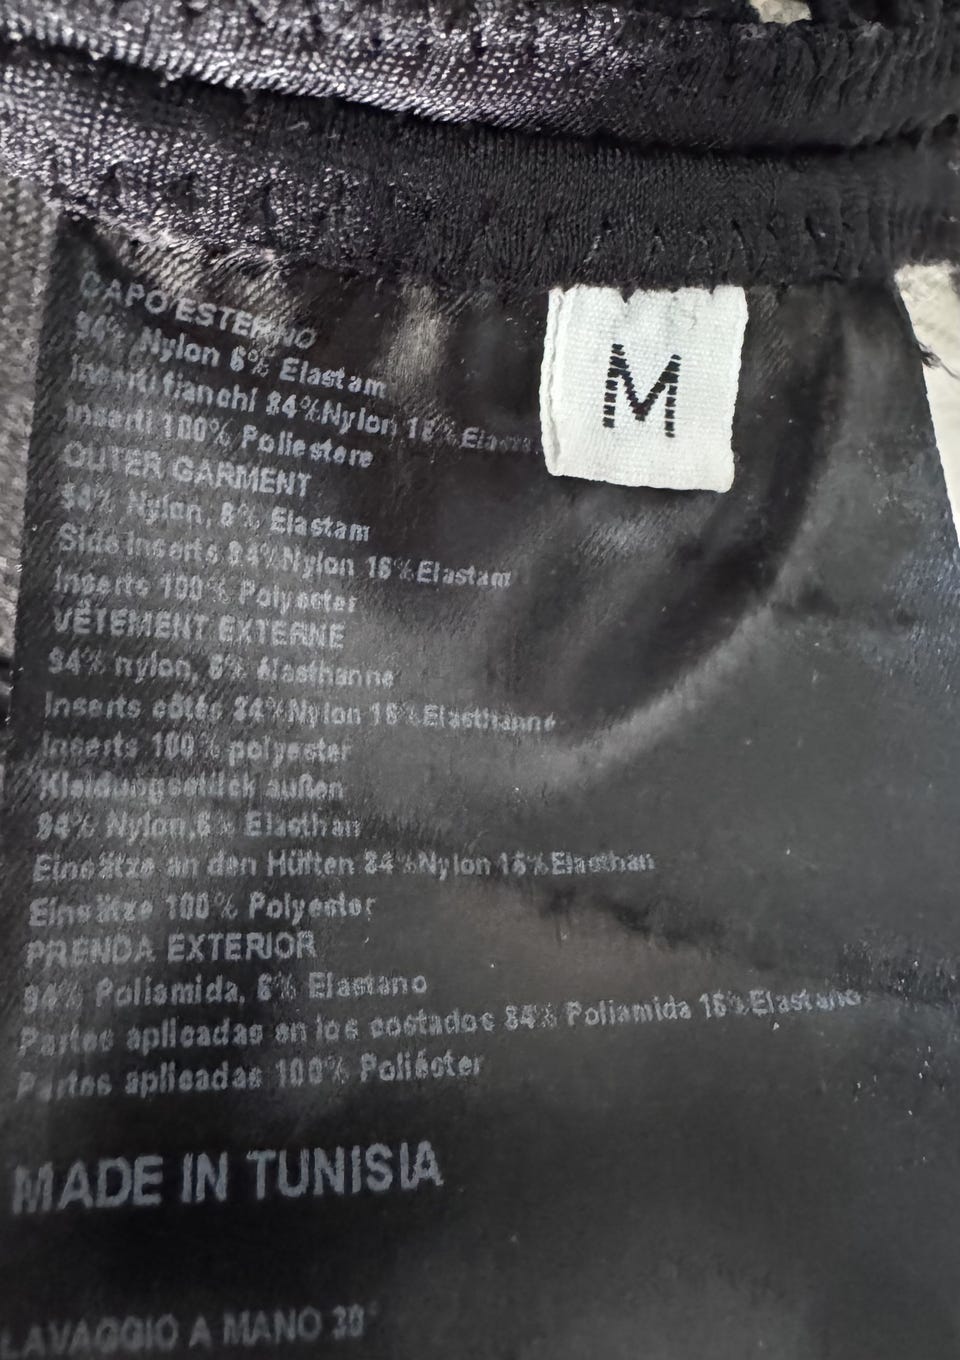 CAPO ESTERNO
94% Nylon 6% Elastam
Inserti fianchi 84%Nylon 16%Elastam
Inserti 100% Poliestere
OUTER GARMENT
94% Nylon, 6% Elastam
Side Inserts 84%Nylon 16%Elastam
Inserts 100% Polyester
VÊTEMENT EXTERNE
94% nylon, 6% élasthanne
Inserts côtés 84%Nylon 16%Elasthanne
Inserts 100% polyester
Kleidungsstück außen
94% Nylon,6% Elasthan
Einsätze an den Hüften 84%Nylon 16%Elasthan
Einsätze 100% Polyester
PRENDA EXTERIOR
94% Poliamida, 6% Elastano
Partes aplicadas en los costados 84% Poliamida 16%Elastano
Partes aplicadas 100% Poliéster
MADE IN TUNISIA
LAVAGGIO A MANO 30°
M